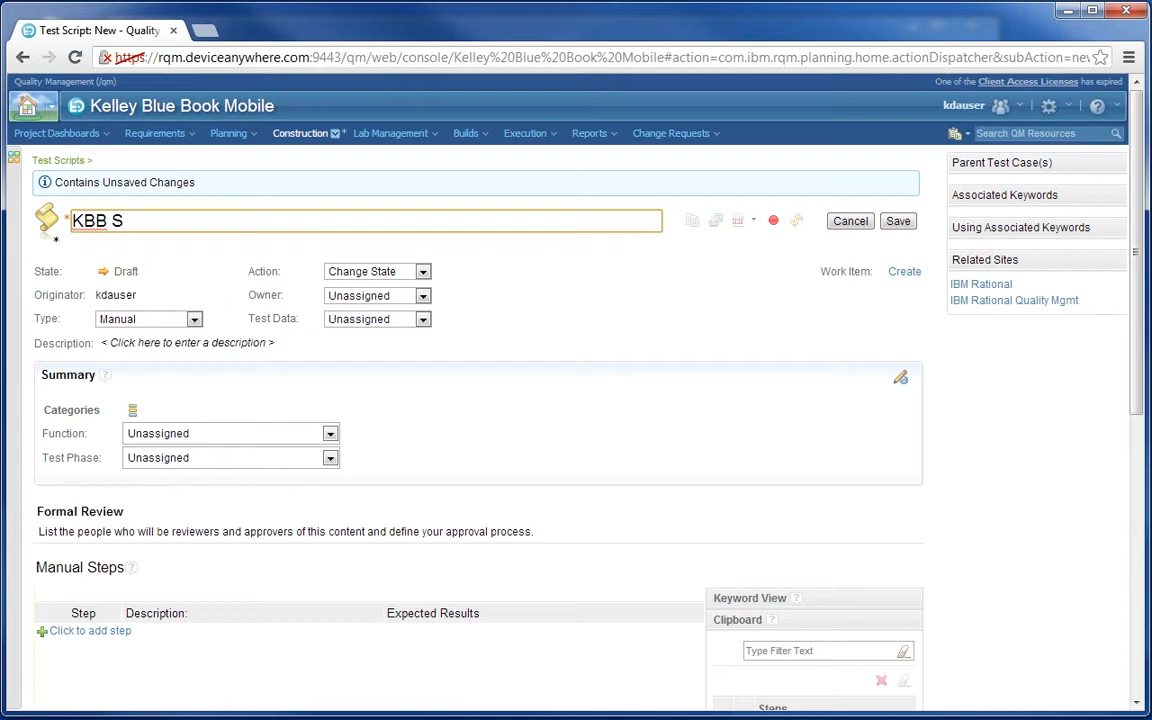 Test Script: New - Quality
https://rqm.deviceanywhere.com:9443/qm/web/console/Kelley%20Blue%20Book%20Mobile#action=com.ibm.rqm.planning.home.actionDispatcher&subAction=new
Quality Management (/qm)
One of the Client Access Licenses has expired
Kelley Blue Book Mobile
kdauser
Project Dashboards
Requirements
Planning
Construction
Lab Management
Builds
Execution
Reports
Change Requests
Search QM Resources
Test Scripts >
Contains Unsaved Changes
* KBB S
Cancel
Save
State: Draft
Action: Change State
Work Item: Create
Originator: kdauser
Owner: Unassigned
Type: Manual
Test Data: Unassigned
Description: < Click here to enter a description >
Summary
Categories
Function: Unassigned
Test Phase: Unassigned
Formal Review
List the people who will be reviewers and approvers of this content and define your approval process.
Manual Steps
Step Description: Expected Results
Click to add step
Keyword View
Clipboard
Type Filter Text
Steps
Parent Test Case(s)
Associated Keywords
Using Associated Keywords
Related Sites
IBM Rational
IBM Rational Quality Mgmt